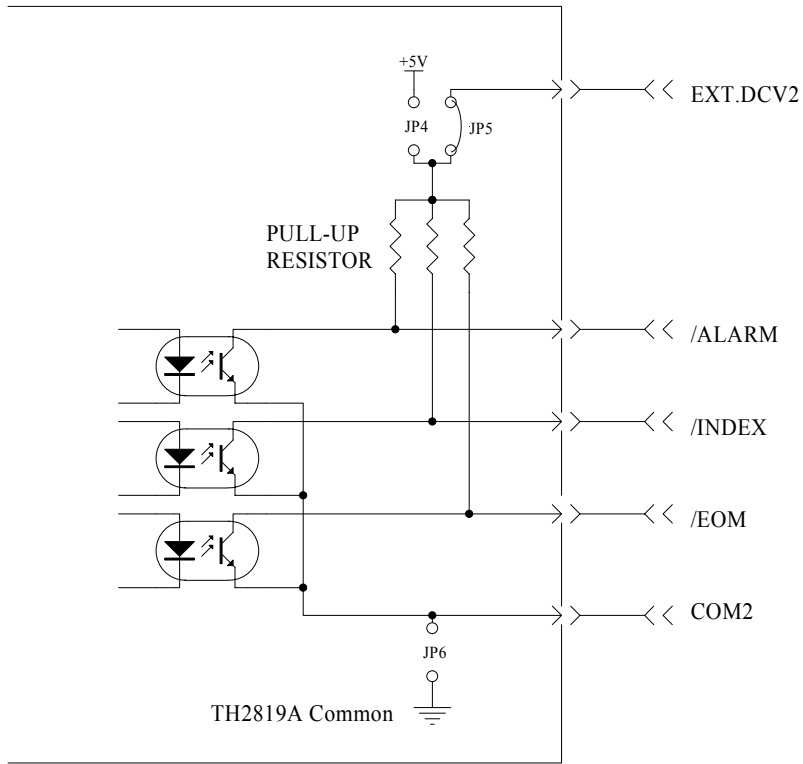 +5V
EXT.DCV2
JP4
JP5
PULL-UP
RESISTOR
/ALARM
/INDEX
/EOM
COM2
JP6
TH2819A Common